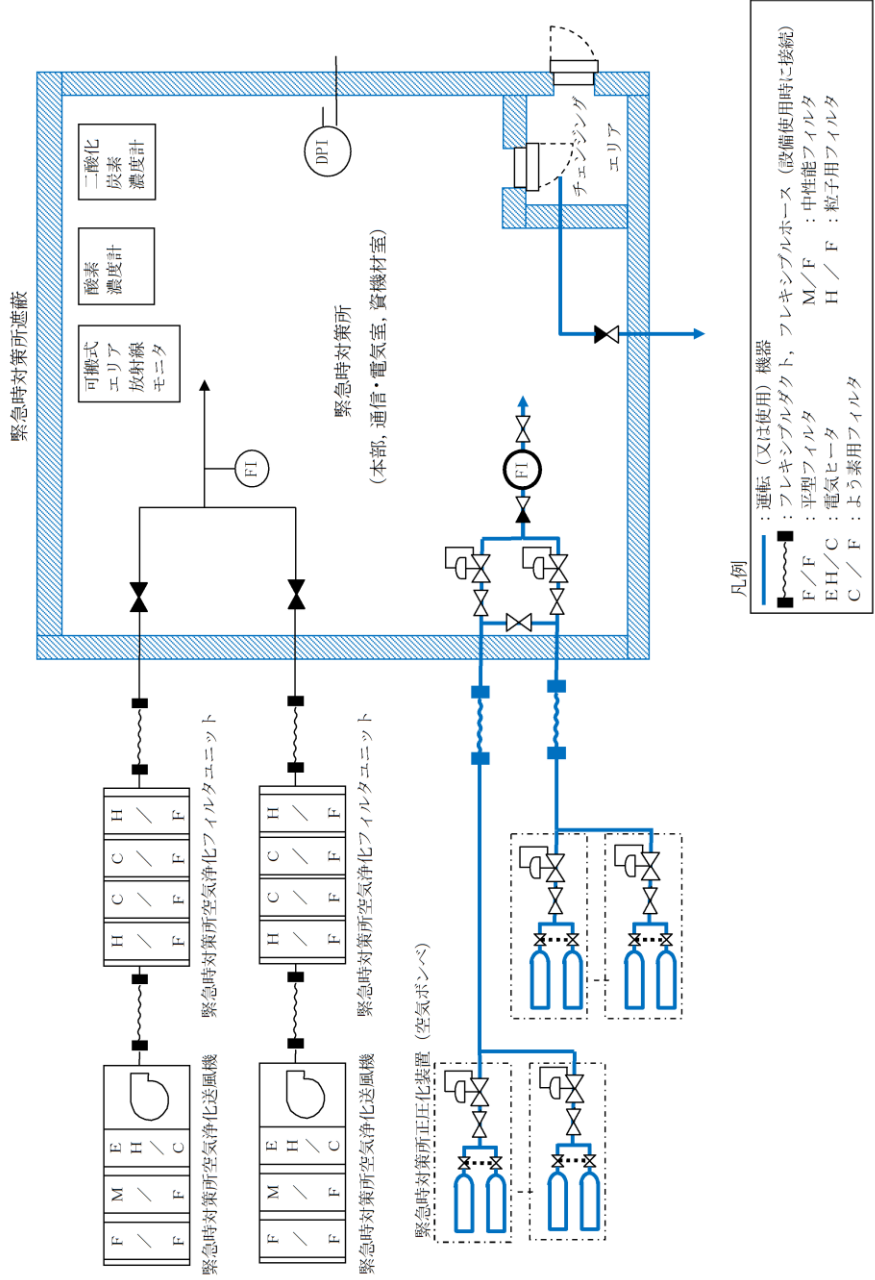 緊急時対策所遮蔽
二酸化
炭素
濃度計
酸素
濃度計
可搬式
エリア
放射線
モニタ
DPI
チェンジング
エリア
緊急時対策所
(本部, 通信・電気室, 資機材室)
FI
FI
F/F
M/F
EH/C
緊急時対策所空気浄化送風機
H/F
C/F
C/F
H/F
緊急時対策所空気浄化フィルタユニット
F/F
M/F
EH/C
緊急時対策所空気浄化送風機
H/F
C/F
C/F
H/F
緊急時対策所空気浄化フィルタユニット
緊急時対策所正圧化装置 (空気ボンベ)
凡例
:運転 (又は使用) 機器
:フレキシブルダクト, フレキシブルホース (設備使用時に接続)
F/F :平型フィルタ M/F :中性能フィルタ
EH/C :電気ヒータ H/F :粒子用フィルタ
C/F :よう素用フィルタ